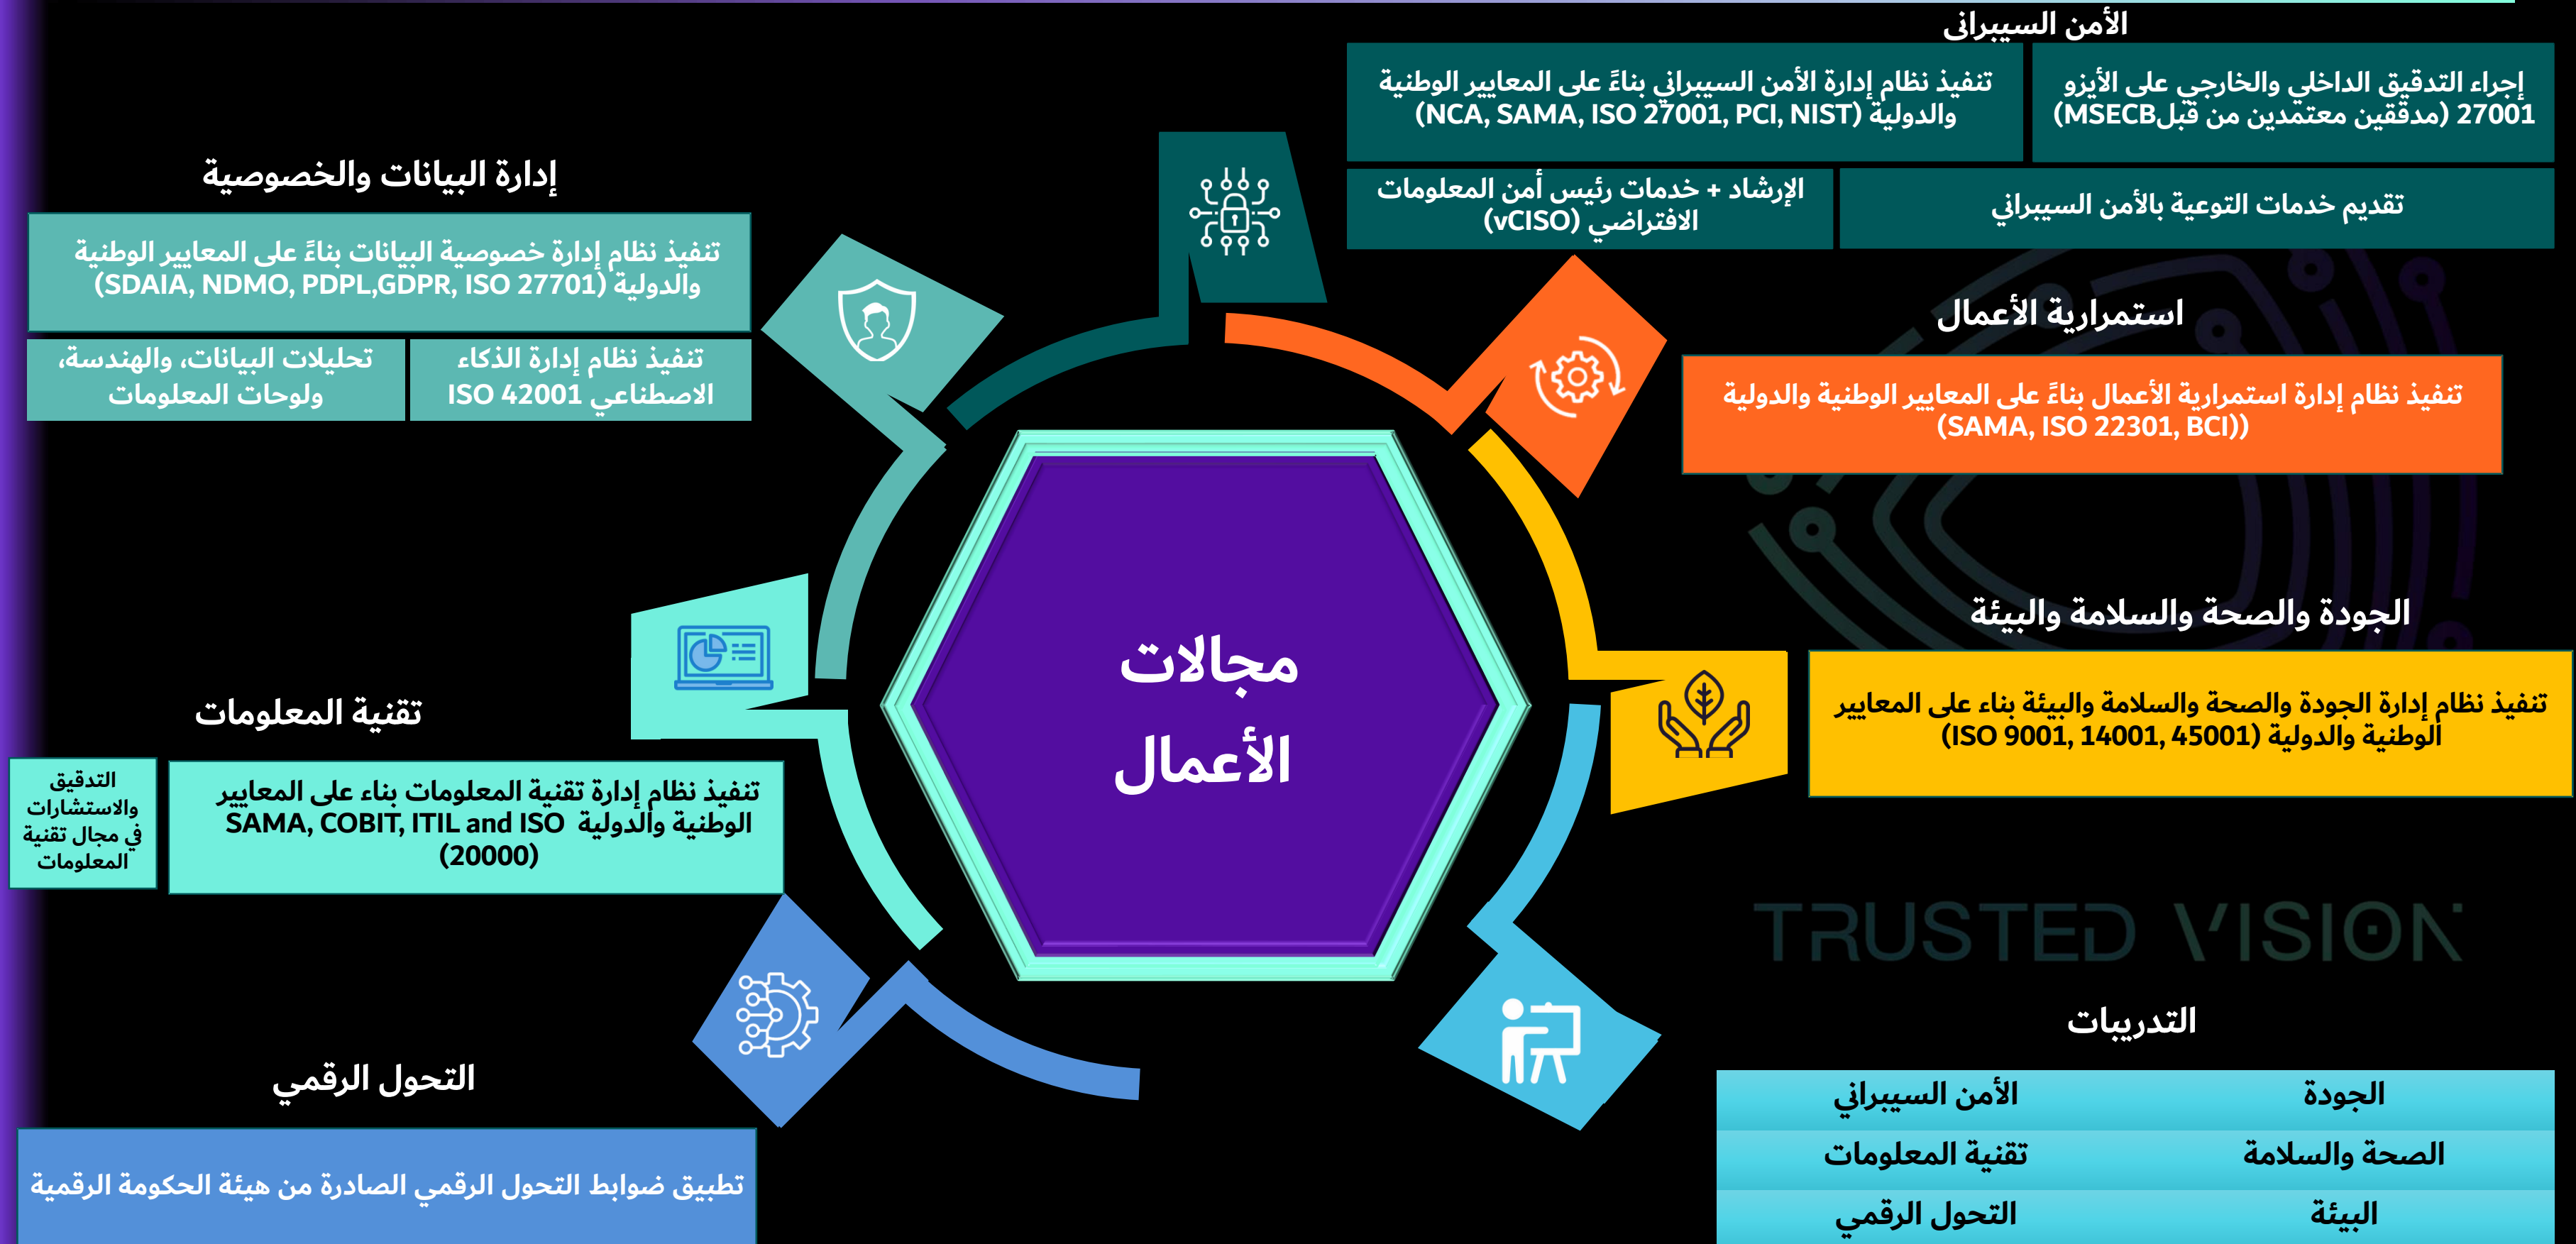 الأمن السيبراني
إجراء التدقيق الداخلي والخارجي على الأيزو
27001 (مدققين معتمدين من قبلMSECB)
تنفيذ نظام إدارة الأمن السيبراني بناءً على المعايير الوطنية
والدولية (NCA, SAMA, ISO 27001, PCI, NIST)
تقديم خدمات التوعية بالأمن السيبراني
الإرشاد + خدمات رئيس أمن المعلومات
الافتراضي (vCISO)
استمرارية الأعمال
تنفيذ نظام إدارة استمرارية الأعمال بناءً على المعايير الوطنية والدولية
(SAMA, ISO 22301, BCI))
الجودة والصحة والسلامة والبيئة
تنفيذ نظام إدارة الجودة والصحة والسلامة والبيئة بناء على المعايير
الوطنية والدولية (ISO 9001, 14001, 45001)
TRUSTED VISION
التدريبات
الجودة
الأمن السيبراني
الصحة والسلامة
تقنية المعلومات
البيئة
التحول الرقمي
مجالات
الأعمال
إدارة البيانات والخصوصية
تنفيذ نظام إدارة خصوصية البيانات بناءً على المعايير الوطنية
والدولية (SDAIA, NDMO, PDPL,GDPR, ISO 27701)
تنفيذ نظام إدارة الذكاء
الاصطناعي ISO 42001
تحليلات البيانات، والهندسة،
ولوحات المعلومات
تقنية المعلومات
تنفيذ نظام إدارة تقنية المعلومات بناء على المعايير
الوطنية والدولية SAMA, COBIT, ITIL and ISO
(20000)
التدقيق
والاستشارات
في مجال تقنية
المعلومات
التحول الرقمي
تطبيق ضوابط التحول الرقمي الصادرة من هيئة الحكومة الرقمية